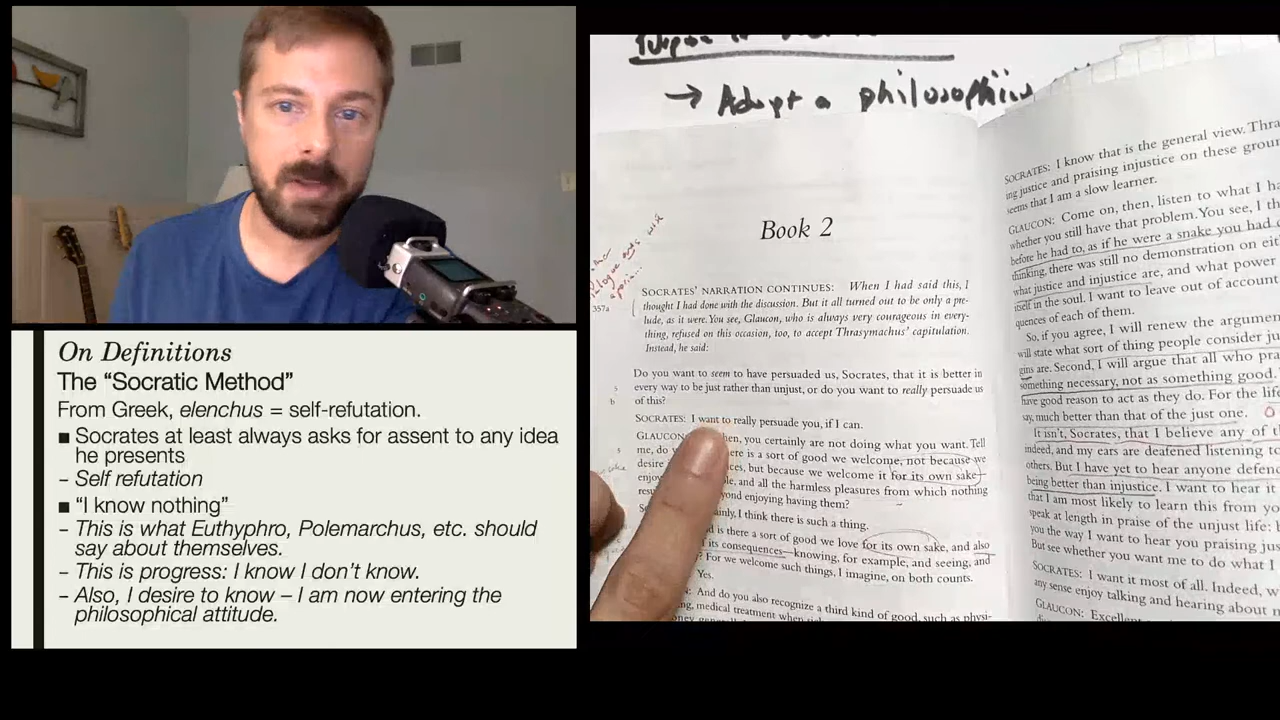 On Definitions
The “Socratic Method”
From Greek, elenchus = self-refutation.
■ Socrates at least always asks for assent to any idea
he presents
– Self refutation
■ “I know nothing”
– This is what Euthyphro, Polemarchus, etc. should
say about themselves.
– This is progress: I know I don’t know.
– Also, I desire to know – I am now entering the
philosophical attitude.
→ Adopt a
Book 2
357a
SOCRATES’ NARRATION CONTINUES: When I had said this, I
thought I had done with the discussion. But it all turned out to be only a pre-
lude, as it were. You see, Glaucon, who is always very courageous in every-
thing, refused on this occasion, too, to accept Thrasymachus’ capitulation.
Instead, he said:
Do you want to seem to have persuaded us, Socrates, that it is better in
5 every way to be just rather than unjust, or do you want to really persuade us
b of this?
SOCRATES: I want to really persuade you, if I can.
GLAUCON: then, you certainly are not doing what you want. Tell
5 me, do there is a sort of good we welcome, not because we
desire but because we welcome it for its own sake—
and all the harmless pleasures from which nothing
beyond enjoying having them?
I think there is such a thing.
is there a sort of good we love for its own sake, and also
its consequences—knowing, for example, and seeing, and
? For we welcome such things, I imagine, on both counts.
Yes.
And do you also recognize a third kind of good, such as physi-
medical treatment when
SOCRATES: I know that is the general view.
justice and praising injustice on these
seems that I am a slow learner.
GLAUCON: Come on, then, listen to what I
whether you still have that problem. You see, I
before he had to, as if he were a snake you had
thinking, there was still no demonstration on
what justice and injustice are, and what power
itself in the soul. I want to leave out of account
quences of each of them.
So, if you agree, I will renew the
will state what sort of thing people consider
are. Second, I will argue that all who
something necessary, not as something good.
have good reason to act as they do. For the
say, much better than that of the just one.
It isn’t, Socrates, that I believe any of
indeed, and my ears are deafened listening to
others. But I have yet to hear anyone
being better than injustice. I want to hear it
that I am most likely to learn this from
speak at length in praise of the unjust life:
you the way I want to hear you praising
But see whether you want me to do what I
SOCRATES: I want it most of all. Indeed,
any sense enjoy talking and hearing about
GLAUCON: